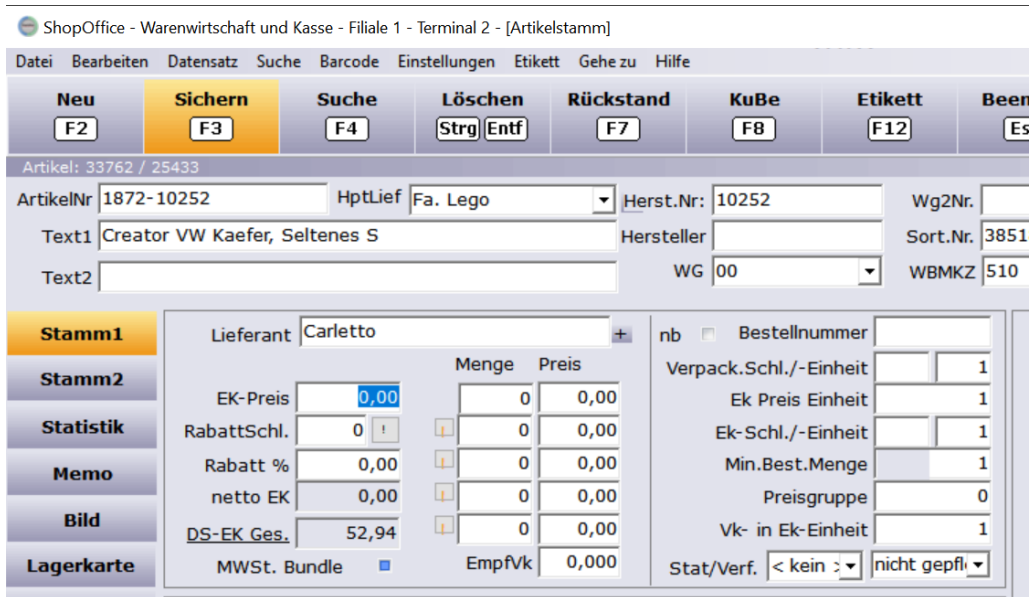 ShopOffice - Warenwirtschaft und Kasse - Filiale 1 - Terminal 2 - [Artikelstamm]
Datei Bearbeiten Datensatz Suche Barcode Einstellungen Etikett Gehe zu Hilfe
Neu Sichern Suche Löschen Rückstand KuBe Etikett Been
F2 F3 F4 Strg Entf F7 F8 F12 Es
Artikel: 33762 / 25433
ArtikelNr 1872-10252 HptLief Fa. Lego Herst.Nr: 10252 Wg2Nr.
Text1 Creator VW Kaefer, Seltenes S Hersteller Sort.Nr. 3851
Text2 WG 00 WBMKZ 510
Stamm1 Lieferant Carletto + nb Bestellnummer
Menge Preis Verpack.Schl./-Einheit 1
Stamm2 EK-Preis 0,00 0 0,00 Ek Preis Einheit 1
Statistik RabattSchl. 0 ! ! 0 0,00 Ek-Schl./-Einheit 1
Memo Rabatt % 0,00 ! 0 0,00 Min.Best.Menge 1
netto EK 0,00 ! 0 0,00 Preisgruppe 0
Bild DS-EK Ges. 52,94 ! 0 0,00 Vk- in Ek-Einheit 1
Lagerkarte MWSt. Bundle EmpfVk 0,000 Stat/Verf. < kein > nicht gepfl